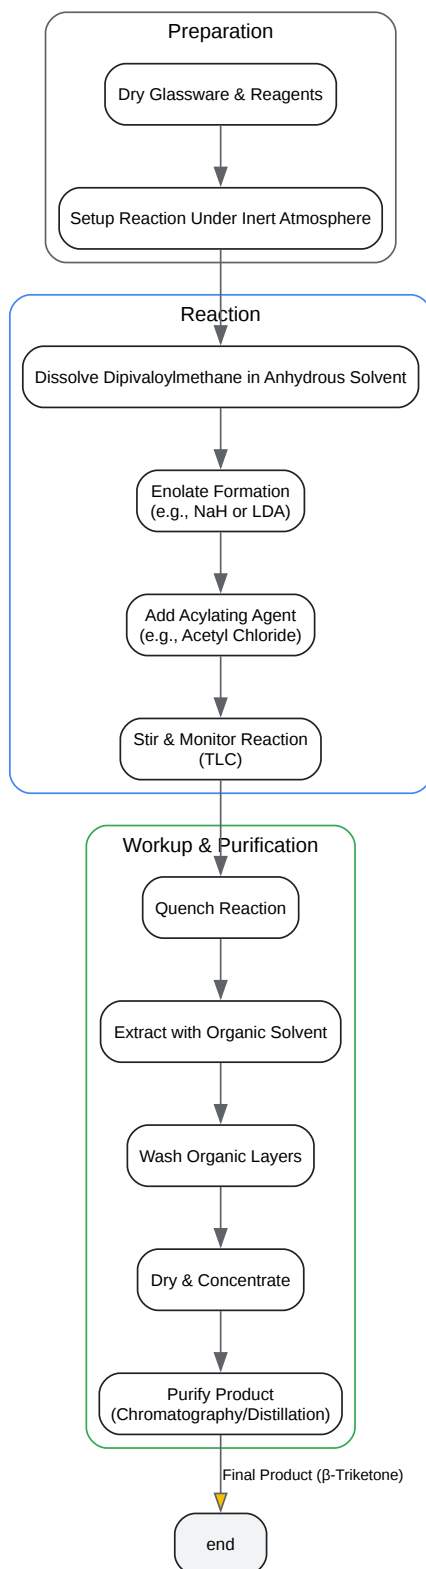 Preparation
Dry Glassware & Reagents
Setup Reaction Under Inert Atmosphere
Reaction
Dissolve Dipivaloylmethane in Anhydrous Solvent
Enolate Formation
(e.g., NaH or LDA)
Add Acylating Agent
(e.g., Acetyl Chloride)
Stir & Monitor Reaction
(TLC)
Workup & Purification
Quench Reaction
Extract with Organic Solvent
Wash Organic Layers
Dry & Concentrate
Purify Product
(Chromatography/Distillation)
Final Product (β-Triketone)
end